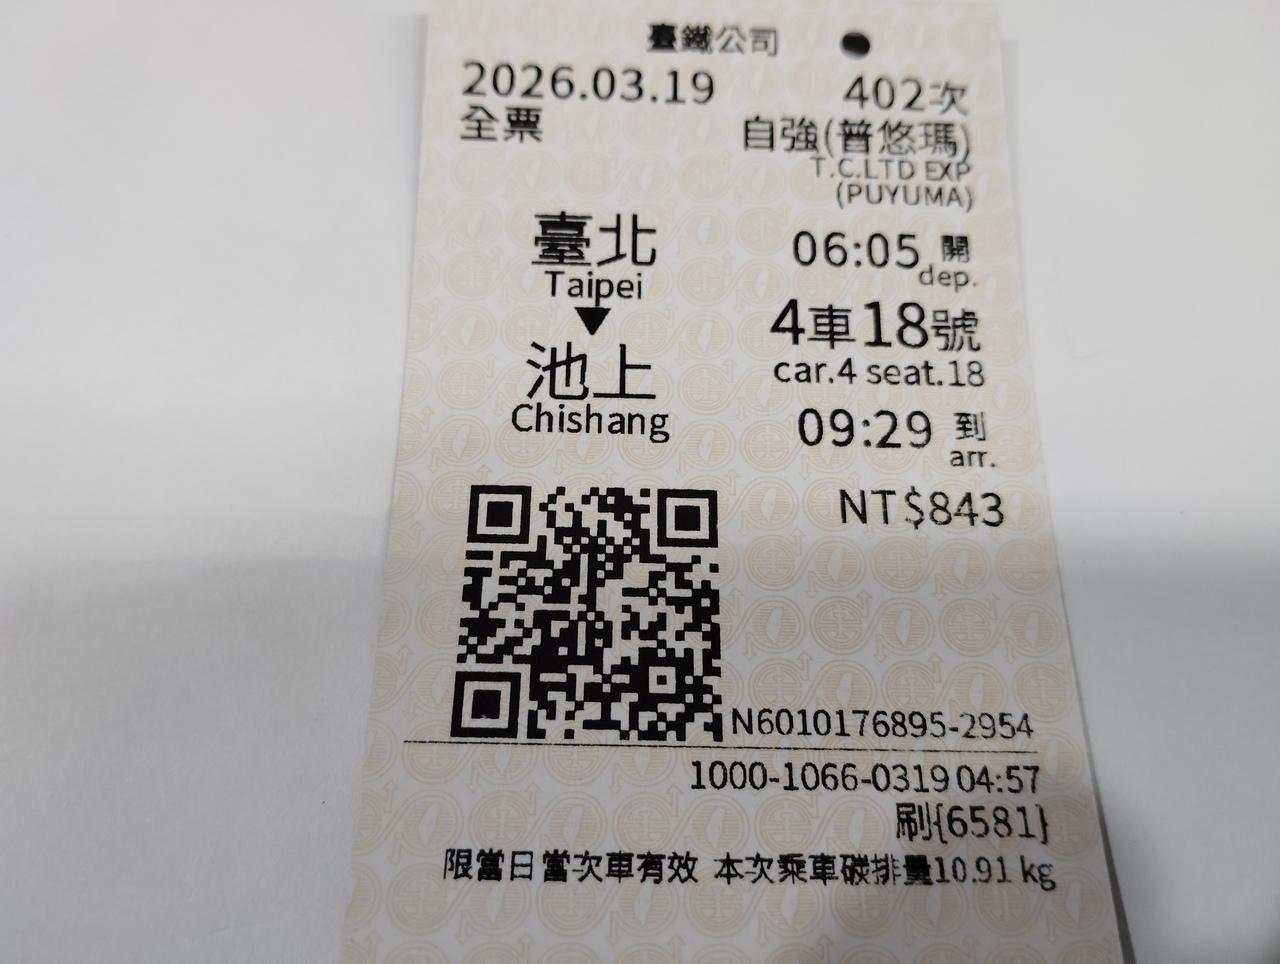 臺鐵公司
2026.03.19 402次
全票 自強(普悠瑪)
T.C.LTD EXP
(PUYUMA)
臺北 06:05 開
Taipei dep.
4車18號
池上 car.4 seat.18
Chishang 09:29 到
arr.
NT$843
N6010176895-2954
1000-1066-0319 04:57
刷{6581}
限當日當次車有效 本次乘車碳排量10.91 kg